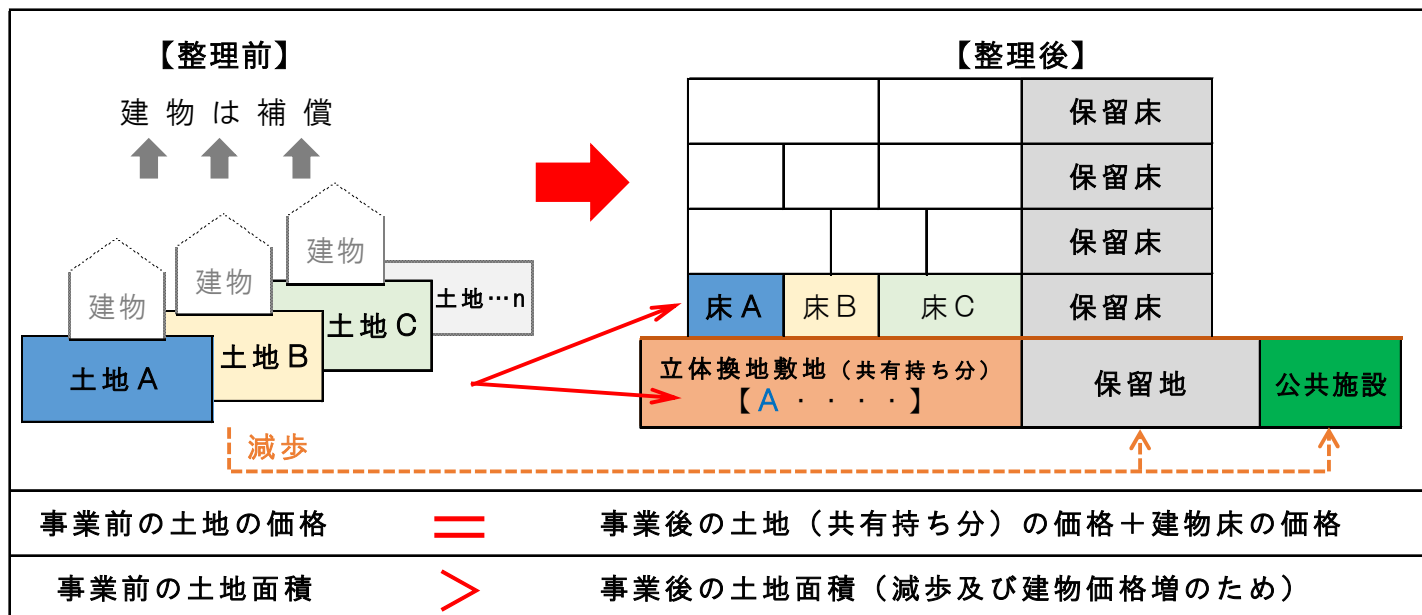 【整理前】
建物は補償
建物
建物
建物
土地A
土地B
土地C
土地…n
減歩
【整理後】
保留床
保留床
保留床
床A
床B
床C
保留床
立体換地敷地（共有持ち分）
【A・・・・】
保留地
公共施設
事業前の土地の価格 = 事業後の土地（共有持ち分）の価格＋建物床の価格
事業前の土地面積 > 事業後の土地面積（減歩及び建物価格増のため）